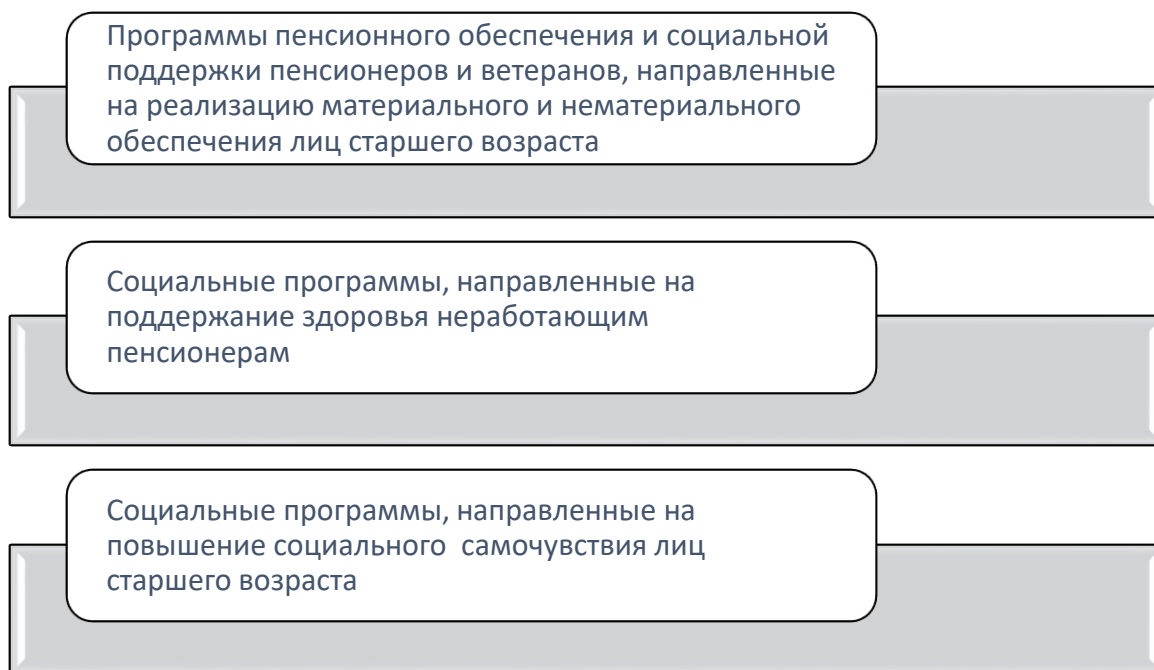 Программы пенсионного обеспечения и социальной
поддержки пенсионеров и ветеранов, направленные
на реализацию материального и нематериального
обеспечения лиц старшего возраста
Социальные программы, направленные на
поддержание здоровья неработающим
пенсионерам
Социальные программы, направленные на
повышение социального  самочувствия лиц
старшего возраста